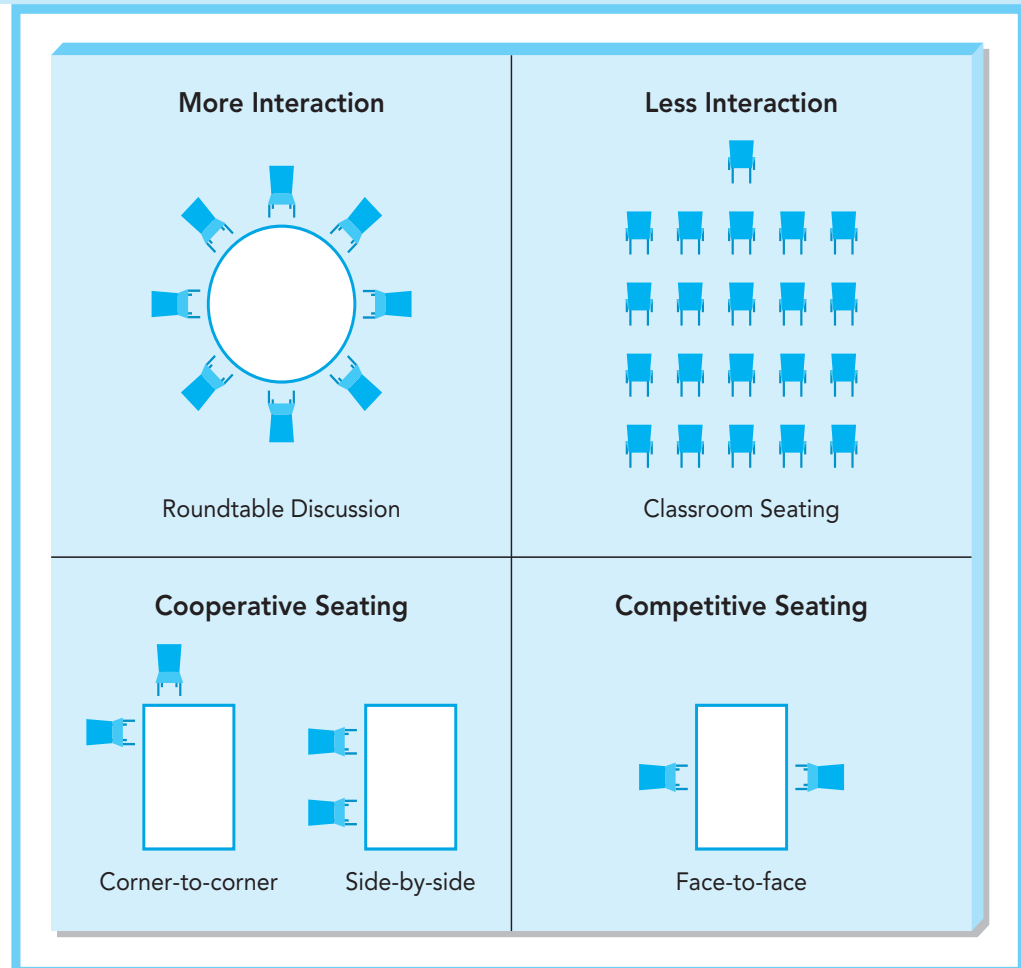 More Interaction
Less Interaction
Roundtable Discussion
Classroom Seating
Cooperative Seating
Competitive Seating
Corner-to-corner
Side-by-side
Face-to-face